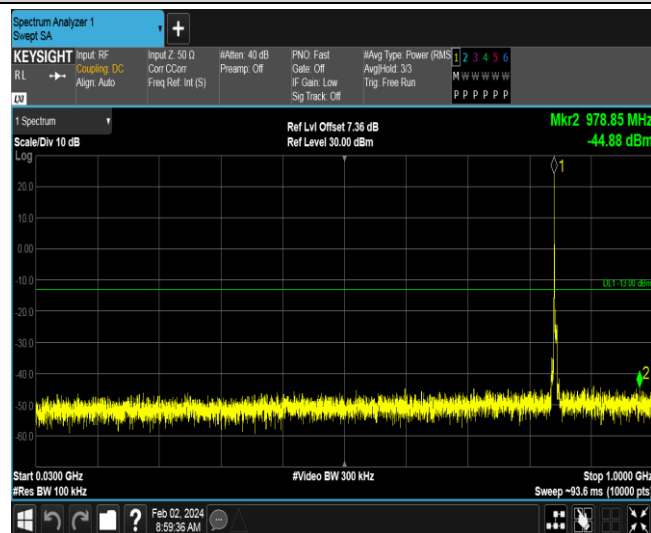 Spectrum Analyzer 1
Swept SA
+
KEYSIGHT Input: RF Input Z: 50 Ω #Atten: 40 dB PNO: Fast #Avg Type: Power (RMS 1 2 3 4 5 6
RL Coupling: DC Corr CCorr Preamp: Off Gate: Off Avg|Hold: 3/3 M W W W W W
Align: Auto Freq Ref: Int (S) IF Gain: Low Trig: Free Run
Sig Track: Off P P P P P P
LXI
1 Spectrum
Ref Lvl Offset 7.36 dB Mkr2 978.85 MHz
Scale/Div 10 dB Ref Level 30.00 dBm -44.88 dBm
Log
1
20.0
10.0
0.00
-10.0
DL1 -13.00 dBm
-20.0
-30.0
-40.0
2
-50.0
-60.0
Start 0.0300 GHz #Video BW 300 kHz Stop 1.0000 GHz
#Res BW 100 kHz Sweep ~93.6 ms (10000 pts
? Feb 02, 2024
8:59:36 AM